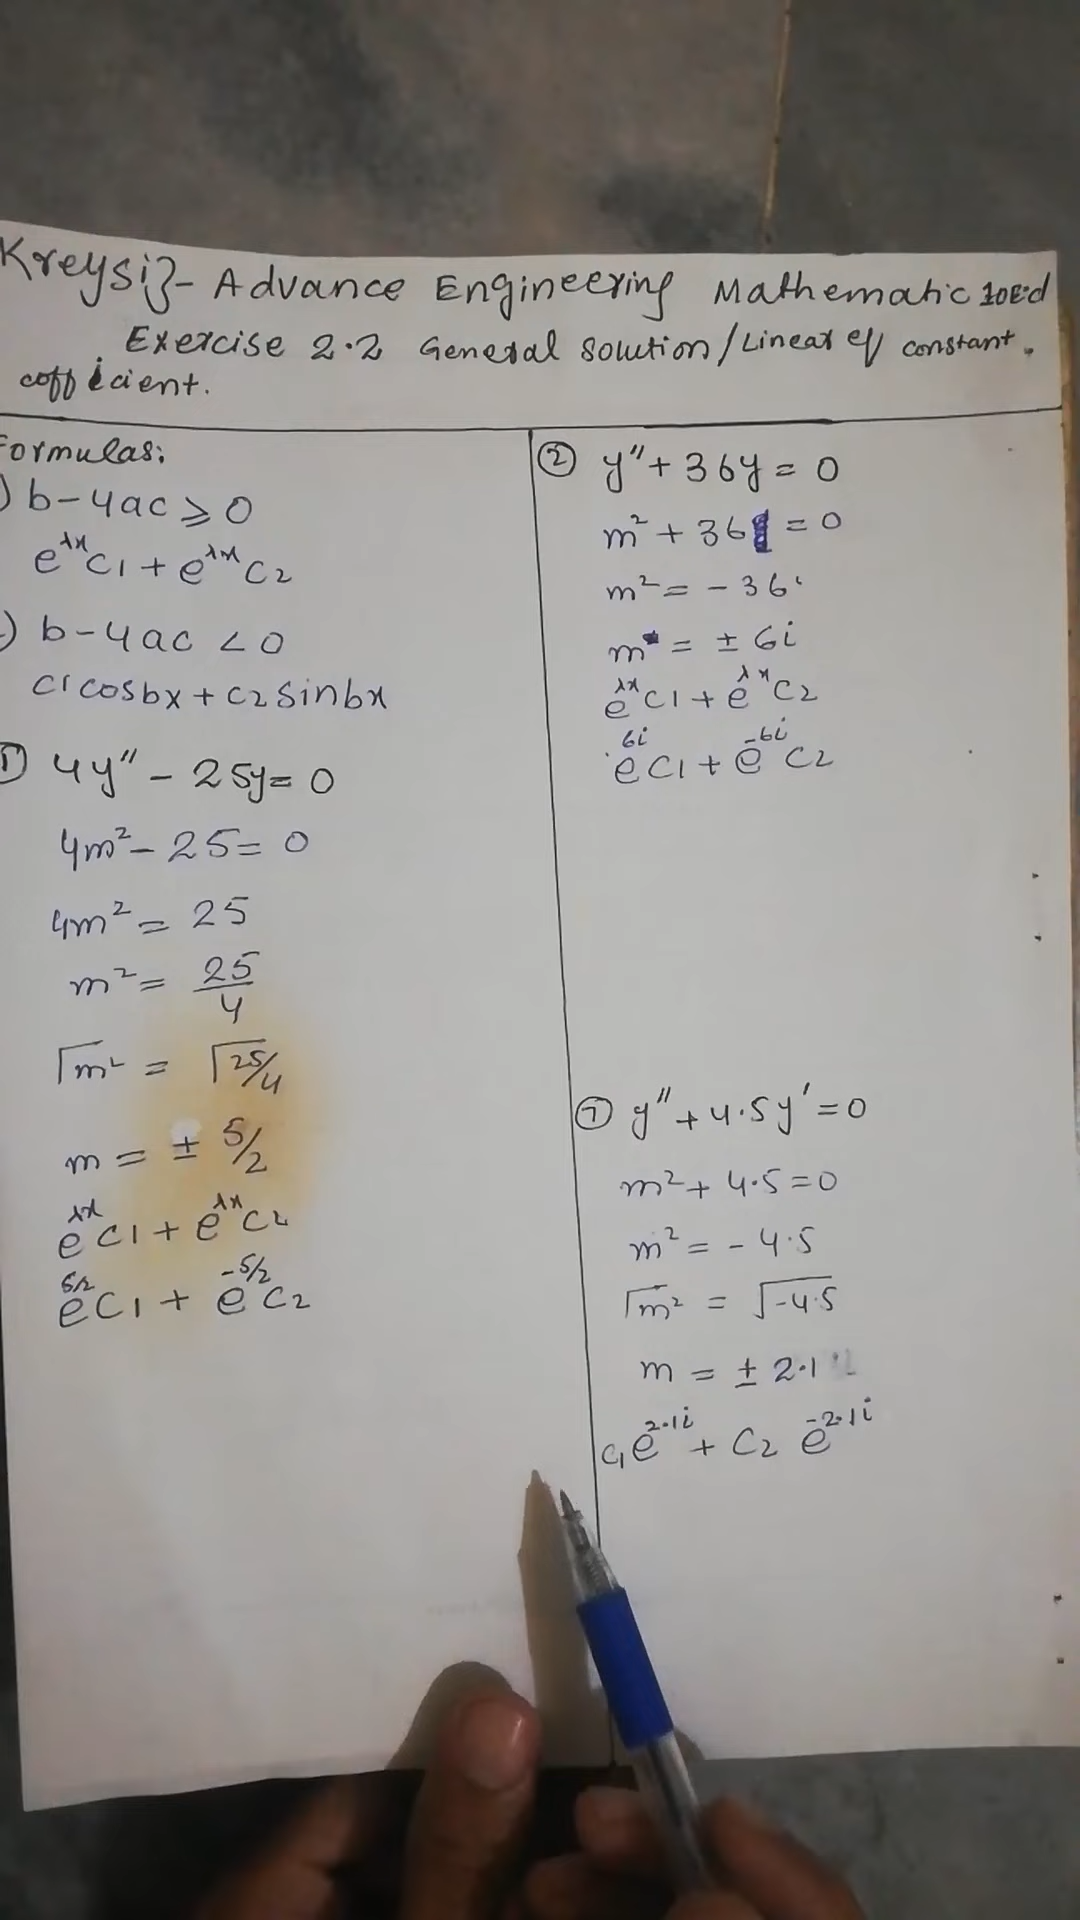 Kreysiz- Advance Engineering Mathematic 10Ed
Exercise 2.2 General solution/Linear of constant.
cofficient.
Formulas:
) b-4ac ≥ 0
e^λx C1 + e^λx C2
) b-4ac < 0
c1 cosbx + c2 sinbx
① 4y″ - 25y = 0
4m² - 25 = 0
4m² = 25
m² = 25/4
√m² = √25/4
m = ± 5/2
e^λx C1 + e^λx C2
e^5/2 C1 + e^-5/2 C2
② y″ + 36y = 0
m² + 36 = 0
m² = - 36
m = ± 6i
e^λx C1 + e^λx C2
e^6i C1 + e^-6i C2
⑦ y″ + 4.5y′ = 0
m² + 4.5 = 0
m² = - 4.5
√m² = √-4.5
m = ± 2.1
C1 e^2.1i + C2 e^-2.1i